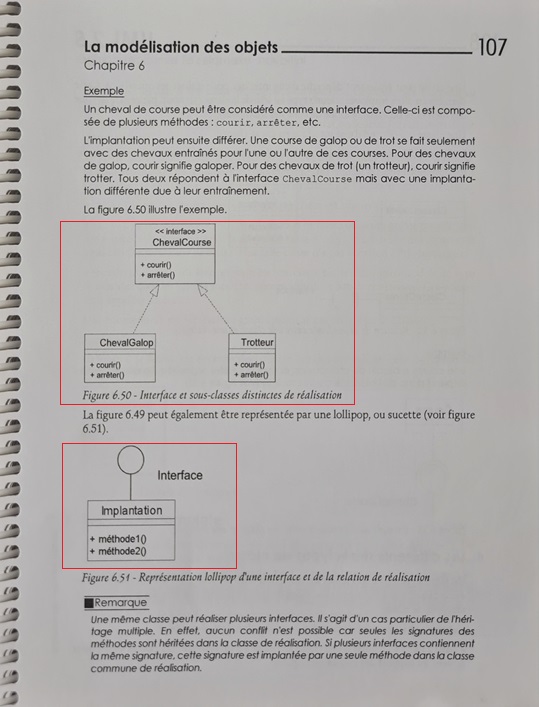 La modélisation des objets 107
Chapitre 6
Exemple
Un cheval de course peut être considéré comme une interface. Celle-ci est compo-
sée de plusieurs méthodes : courir, arrêter, etc.
L'implantation peut ensuite différer. Une course de galop ou de trot se fait seulement
avec des chevaux entraînés pour l'une ou l'autre de ces courses. Pour des chevaux
de galop, courir signifie galoper. Pour des chevaux de trot (un trotteur), courir signifie
trotter. Tous deux répondent à l'interface ChevalCourse mais avec une implanta-
tion différente due à leur entraînement.
La figure 6.50 illustre l'exemple.
<< interface >>
ChevalCourse
+ courir()
+ arrêter()
ChevalGalop
+ courir()
+ arrêter()
Trotteur
+ courir()
+ arrêter()
Figure 6.50 - Interface et sous-classes distinctes de réalisation
La figure 6.49 peut également être représentée par une lollipop, ou sucette (voir figure
6.51).
Interface
Implantation
+ méthode1()
+ méthode2()
Figure 6.51 - Représentation lollipop d'une interface et de la relation de réalisation
Remarque
Une même classe peut réaliser plusieurs interfaces. Il s'agit d'un cas particulier de l'héri-
tage multiple. En effet, aucun conflit n'est possible car seules les signatures des
méthodes sont héritées dans la classe de réalisation. Si plusieurs interfaces contiennent
la même signature, cette signature est implantée par une seule méthode dans la classe
commune de réalisation.